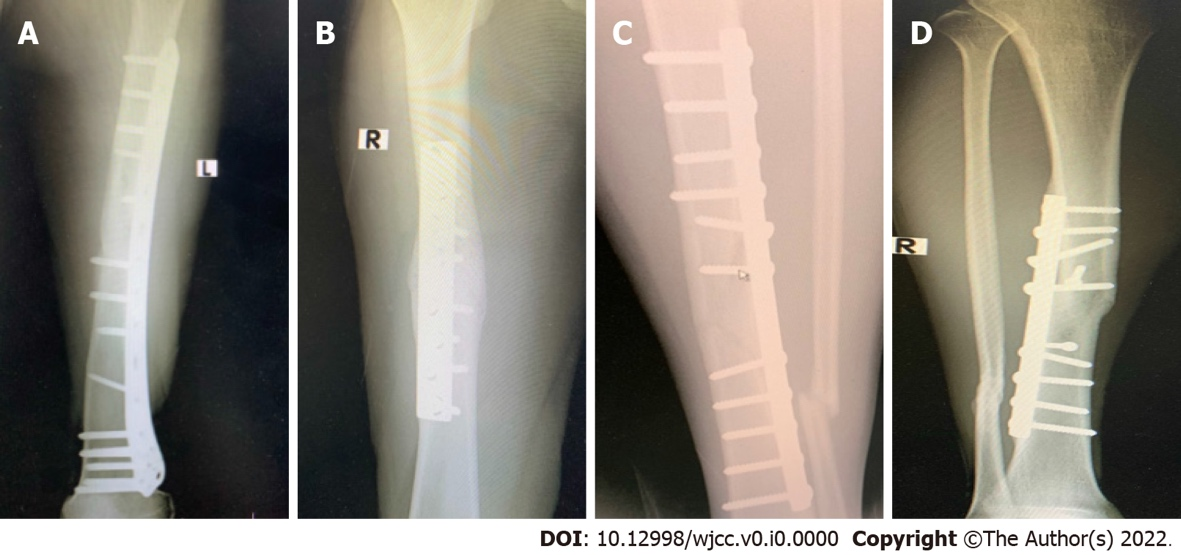 A
B
C
D
L
R
R
DOI: 10.12998/wjcc.v0.i0.0000 Copyright ©The Author(s) 2022.